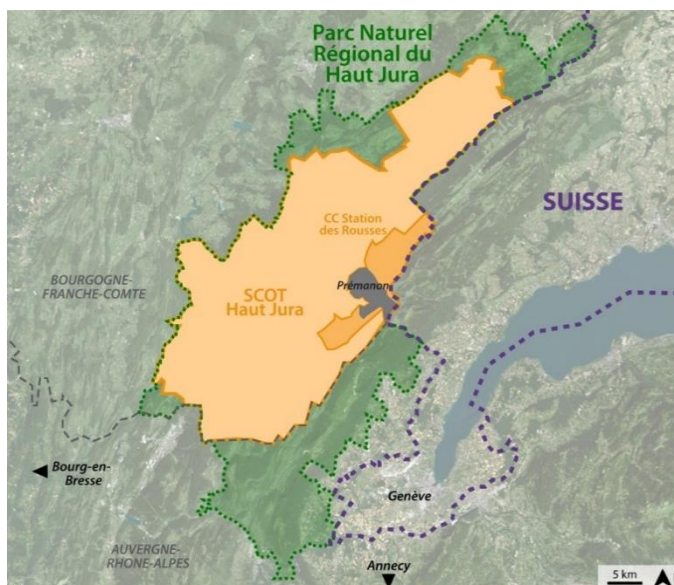 Parc Naturel
Régional du
Haut Jura
SUISSE
CC Station
des Rousses
BOURGOGNE-
FRANCHE-COMTE
Prémanon
SCOT
Haut Jura
Bourg-en-
Bresse
Genève
AUVERGNE-
RHONE-ALPES
Annecy
5 km